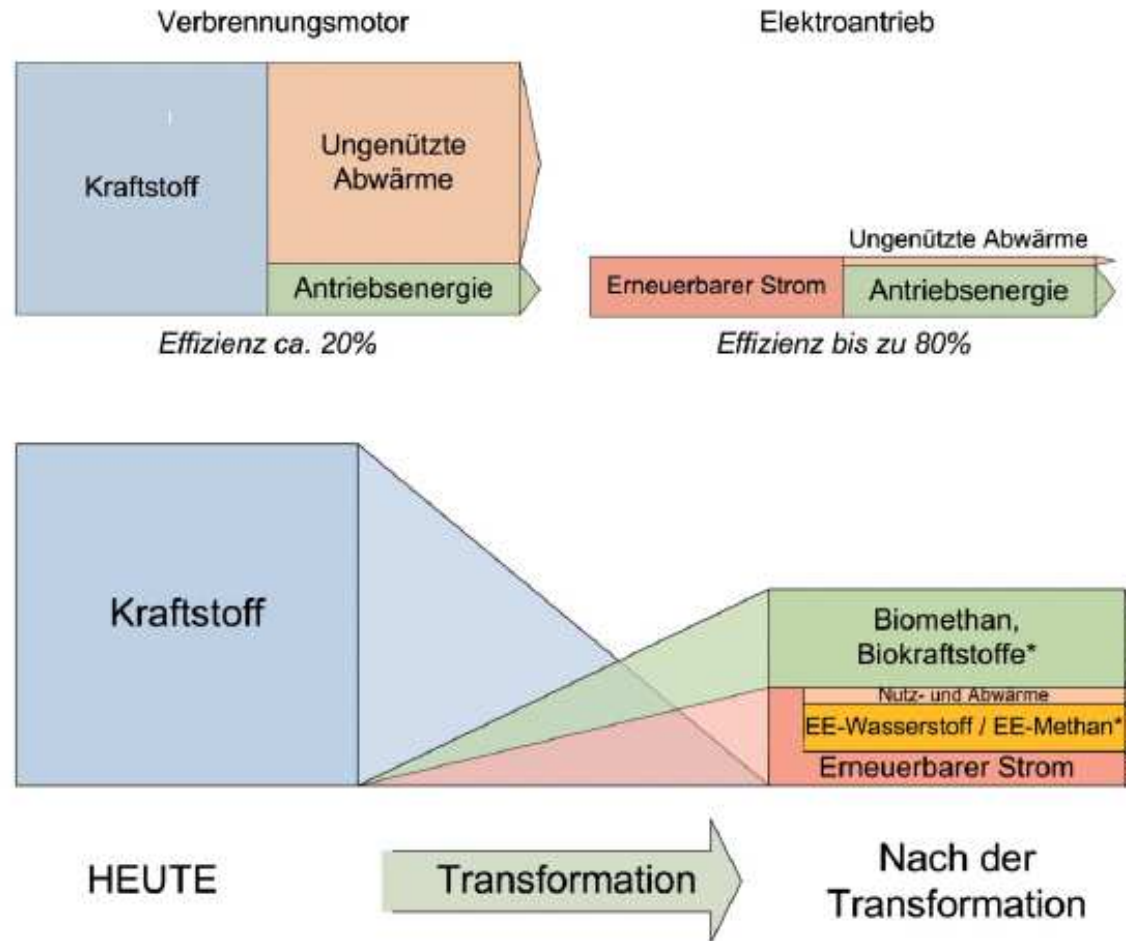 Verbrennungsmotor
Elektroantrieb
Kraftstoff
Ungenützte
Abwärme
Antriebsenergie
Effizienz ca. 20%
Ungenützte Abwärme
Erneuerbarer Strom
Antriebsenergie
Effizienz bis zu 80%
Kraftstoff
Biomethan,
Biokraftstoffe*
Nutz- und Abwärme
EE-Wasserstoff / EE-Methan*
Erneuerbarer Strom
HEUTE
Transformation
Nach der
Transformation